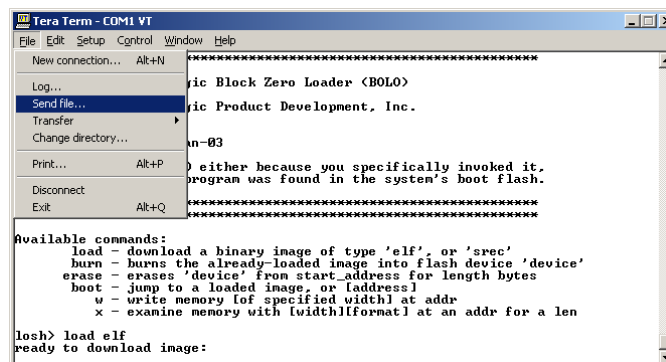 Tera Term - COM1 VT
File Edit Setup Control Window Help
New connection... Alt+N
Log...
Send file...
Transfer
Change directory...
Print... Alt+P
Disconnect
Exit Alt+Q
****************************************
gic Block Zero Loader (BOLO)
gic Product Development, Inc.
an-03
either because you specifically invoked it,
program was found in the system's boot flash.
****************************************
****************************************
Available commands:
load - download a binary image of type 'elf', or 'srec'
burn - burns the already-loaded image into flash device 'device'
erase - erases 'device' from start_address for length bytes
boot - jump to a loaded image, or [address]
w - write memory [of specified width] at addr
x - examine memory with [width][format] at an addr for a len
losh> load elf
ready to download image: